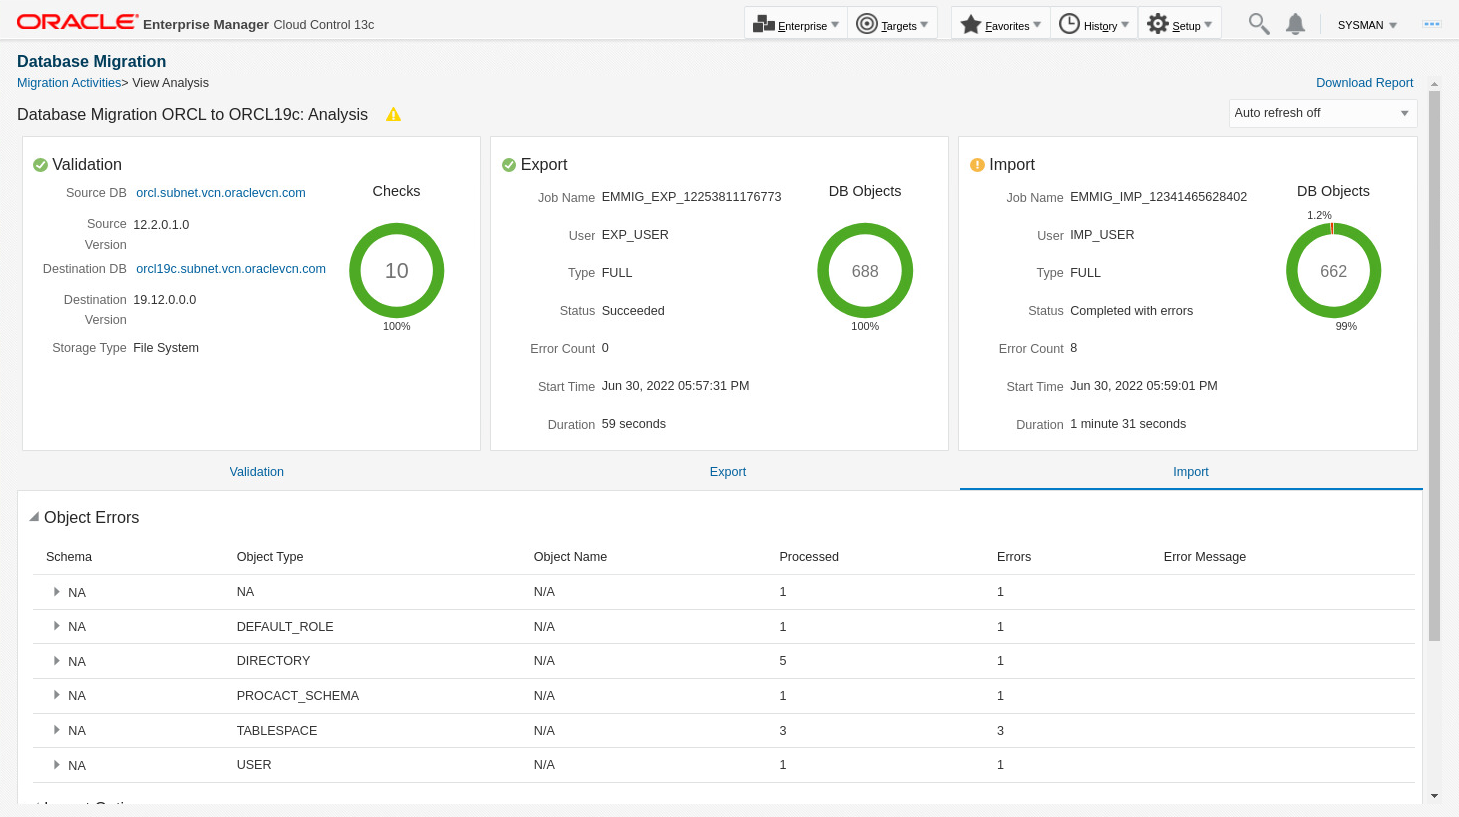 ORACLE Enterprise Manager Cloud Control 13c
Enterprise Targets Favorites History Setup SYSMAN
Database Migration
Migration Activities> View Analysis
Download Report
Database Migration ORCL to ORCL19c: Analysis
Auto refresh off
Validation
Source DB orcl.subnet.vcn.oraclevcn.com
Source Version 12.2.0.1.0
Destination DB orcl19c.subnet.vcn.oraclevcn.com
Destination Version 19.12.0.0.0
Storage Type File System
Checks
10
100%
Export
Job Name EMMIG_EXP_12253811176773
User EXP_USER
Type FULL
Status Succeeded
Error Count 0
Start Time Jun 30, 2022 05:57:31 PM
Duration 59 seconds
DB Objects
688
100%
Import
Job Name EMMIG_IMP_12341465628402
User IMP_USER
Type FULL
Status Completed with errors
Error Count 8
Start Time Jun 30, 2022 05:59:01 PM
Duration 1 minute 31 seconds
DB Objects
1.2%
662
99%
Validation Export Import
Object Errors
Schema Object Type Object Name Processed Errors Error Message
NA NA N/A 1 1
NA DEFAULT_ROLE N/A 1 1
NA DIRECTORY N/A 5 1
NA PROCACT_SCHEMA N/A 1 1
NA TABLESPACE N/A 3 3
NA USER N/A 1 1